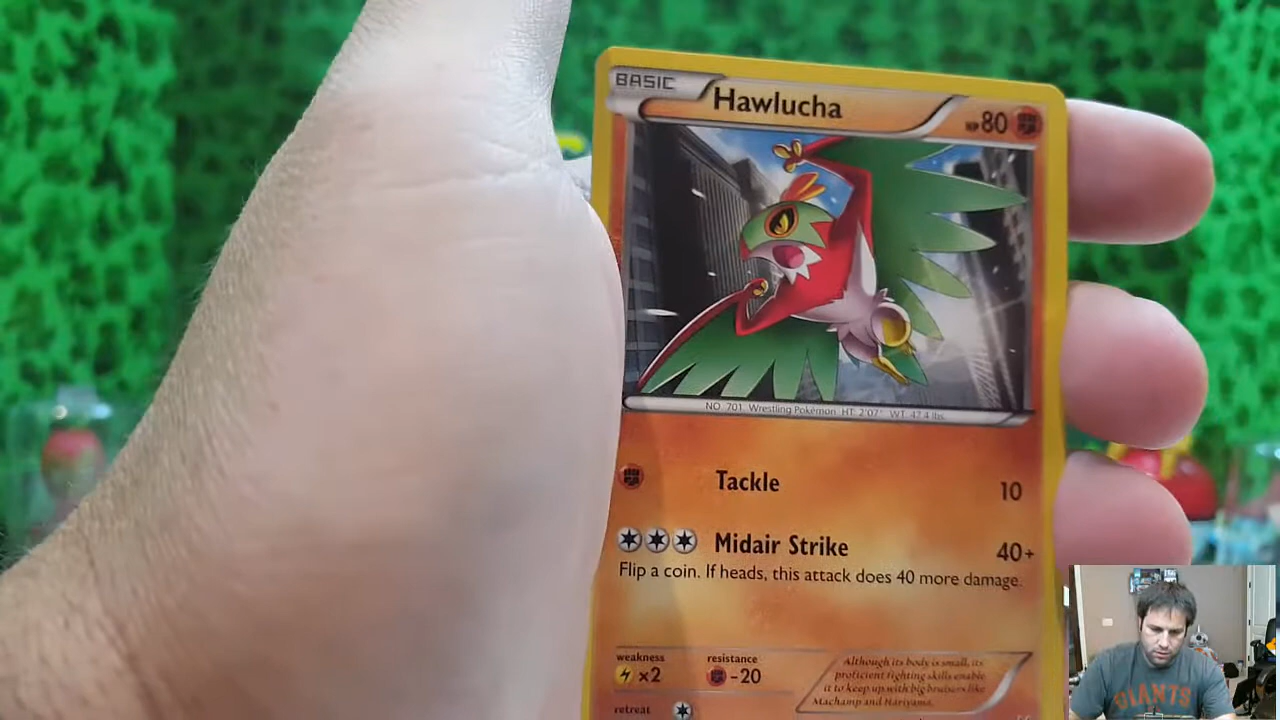 BASIC
Hawlucha
HP80
NO. 701 Wrestling Pokémon HT: 2'07" WT: 47.4 lbs.
Tackle 10
Midair Strike 40+
Flip a coin. If heads, this attack does 40 more damage.
weakness resistance
×2 -20
Although its body is small, its
proficient fighting skills enable
it to keep up with big bruisers like
Machamp and Hariyama.
retreat
GIANTS